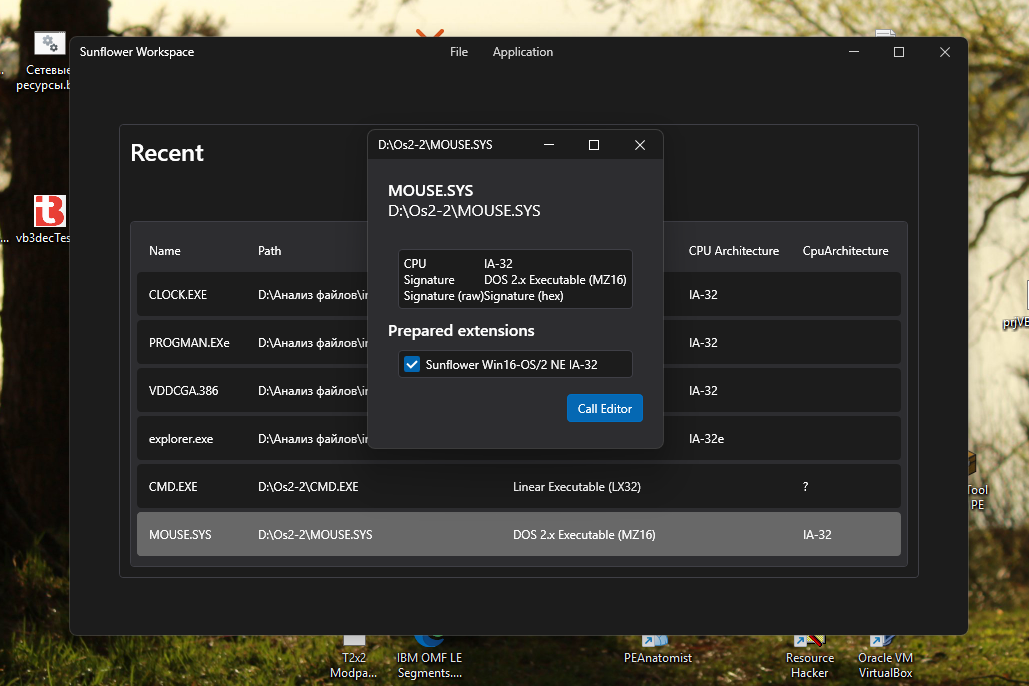 Сетевые
ресурсы.b
vb3decTes
Sunflower Workspace
File
Application
Recent
Name
Path
CPU Architecture
CpuArchitecture
CLOCK.EXE
D:\Анализ файлов\in
IA-32
PROGMAN.EXe
D:\Анализ файлов\in
IA-32
VDDCGA.386
D:\Анализ файлов\in
IA-32
explorer.exe
D:\Анализ файлов\in
IA-32e
CMD.EXE
D:\Os2-2\CMD.EXE
Linear Executable (LX32)
?
MOUSE.SYS
D:\Os2-2\MOUSE.SYS
DOS 2.x Executable (MZ16)
IA-32
D:\Os2-2\MOUSE.SYS
MOUSE.SYS
D:\Os2-2\MOUSE.SYS
CPU IA-32
Signature DOS 2.x Executable (MZ16)
Signature (raw)Signature (hex)
Prepared extensions
Sunflower Win16-OS/2 NE IA-32
Call Editor
prjVE
Tool
PE
T2x2
Modpa...
IBM OMF LE
Segments....
PEAnatomist
Resource
Hacker
Oracle VM
VirtualBox